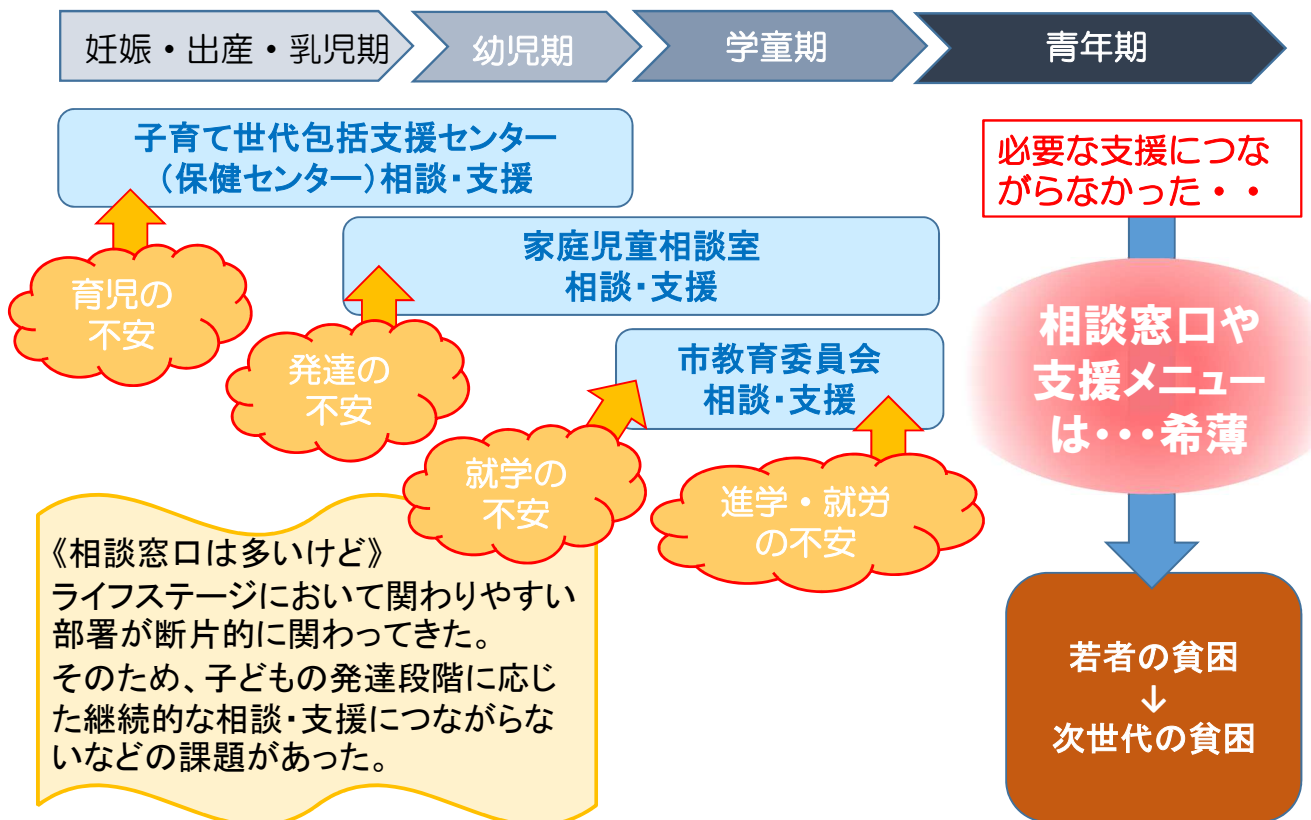 妊娠・出産・乳児期
幼児期
学童期
青年期
子育て世代包括支援センター
（保健センター）相談・支援
必要な支援につな
がらなかった・・
家庭児童相談室
相談・支援
育児の
不安
発達の
不安
市教育委員会
相談・支援
相談窓口や
支援メニュー
は・・・希薄
就学の
不安
進学・就労
の不安
《相談窓口は多いけど》
ライフステージにおいて関わりやすい
部署が断片的に関わってきた。
そのため、子どもの発達段階に応じ
た継続的な相談・支援につながらな
いなどの課題があった。
若者の貧困
↓
次世代の貧困